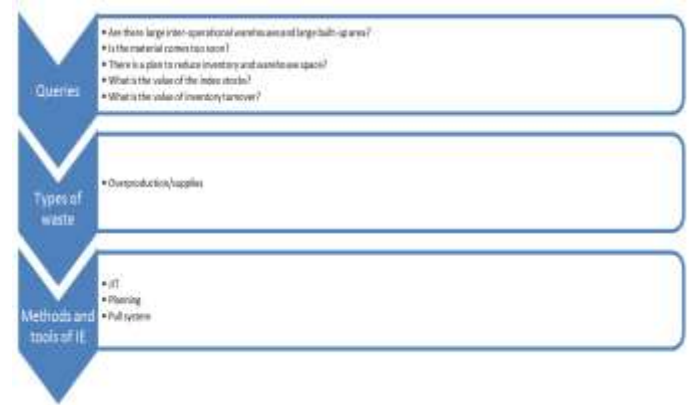 Queries
• Are there large inter-operational warehouses and large built-up area?
• Is the material comes too soon?
• There is a plan to reduce inventory and warehouse space?
• What is the value of the index stocks?
• What is the value of inventory turnover?
Types of
waste
• Overproduction/supplies
Methods and
tools of IE
• JIT
• Planning
• Pull system